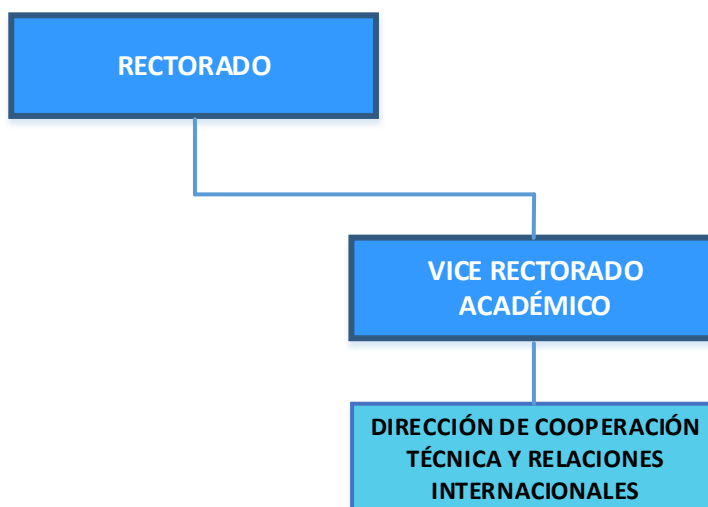 RECTORADO
VICE RECTORADO
ACADÉMICO
DIRECCIÓN DE COOPERACIÓN
TÉCNICA Y RELACIONES
INTERNACIONALES